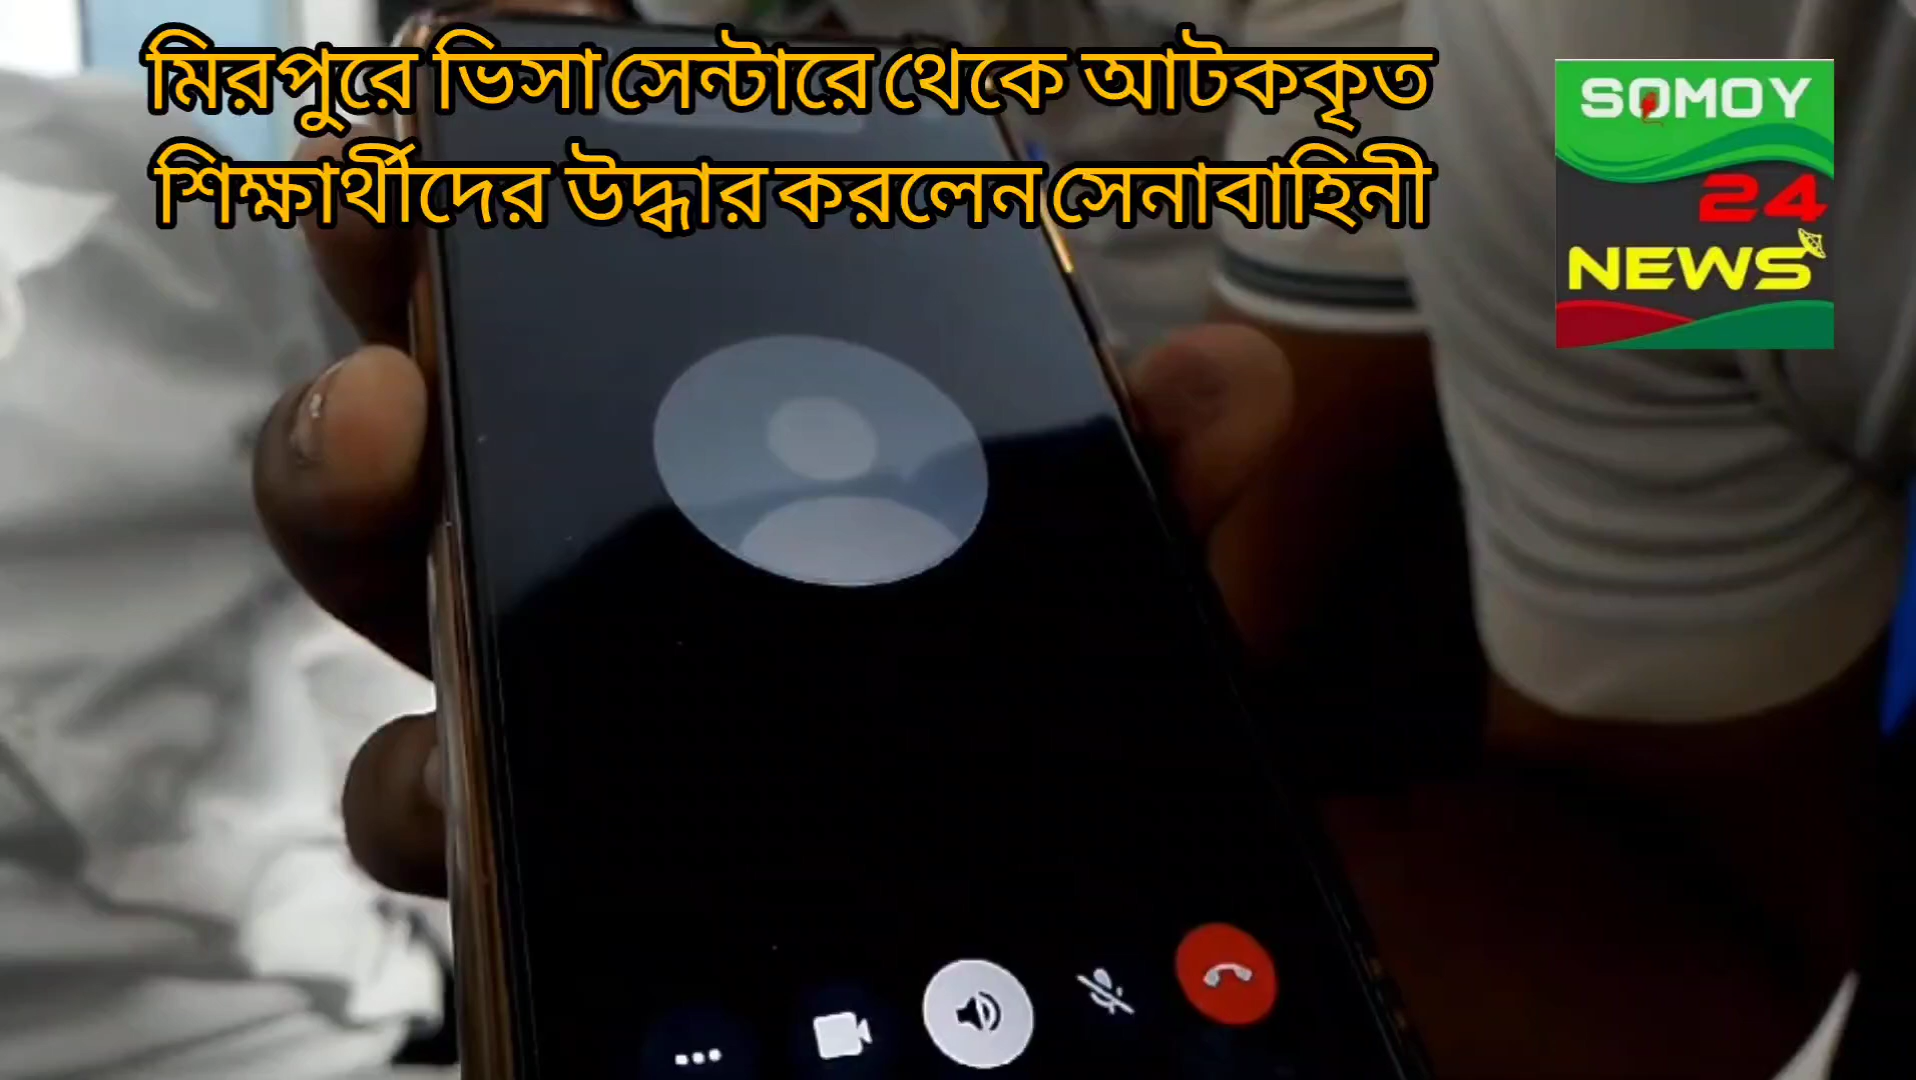 মিরপুরে ভিসা সেন্টারে থেকে আটককৃত
শিক্ষার্থীদের উদ্ধার করলেন সেনাবাহিনী
SOMOY
24
NEWS